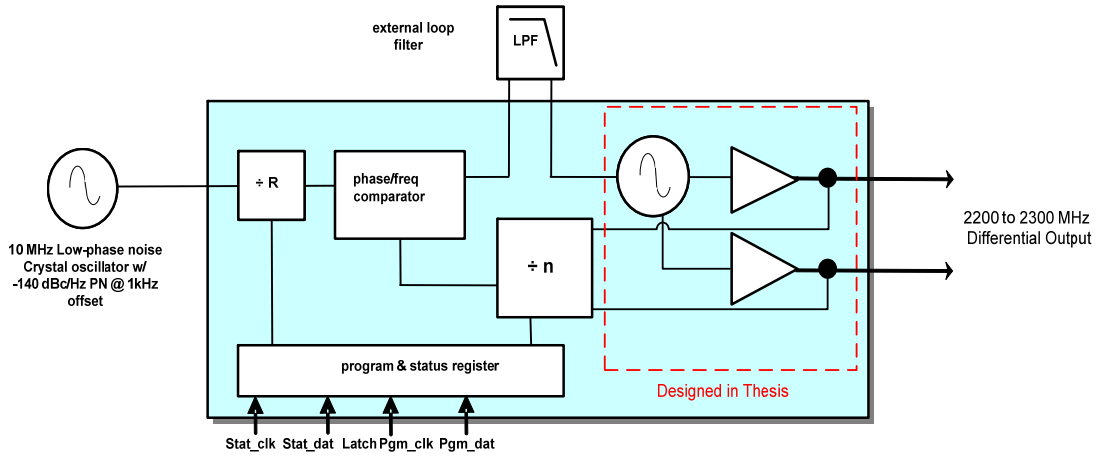 external loop
filter
LPF
÷ R
phase/freq
comparator
10 MHz Low-phase noise
Crystal oscillator w/
-140 dBc/Hz PN @ 1kHz
offset
÷ n
2200 to 2300 MHz
Differential Output
program & status register
Designed in Thesis
Stat_clk Stat_dat Latch Pgm_clk Pgm_dat